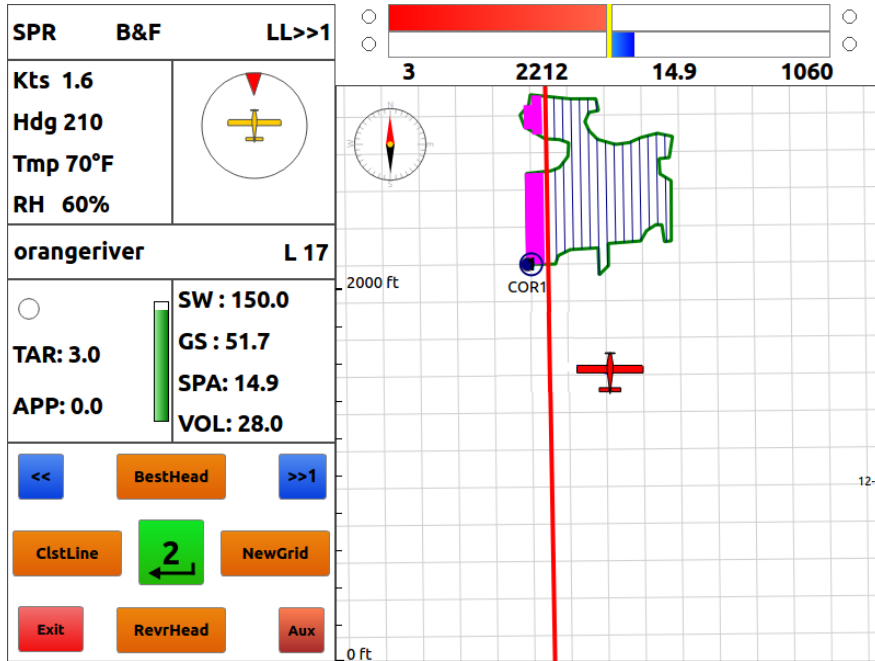 SPR B&F LL>>1
3 2212 14.9 1060
Kts 1.6
Hdg 210
Tmp 70°F
RH 60%
N
E
S
W
orangeriver L 17
TAR: 3.0
APP: 0.0
SW : 150.0
GS : 51.7
SPA: 14.9
VOL: 28.0
<< BestHead >>1
ClstLine 2 NewGrid
Exit RevrHead Aux
COR1
2000 ft
12-
0 ft